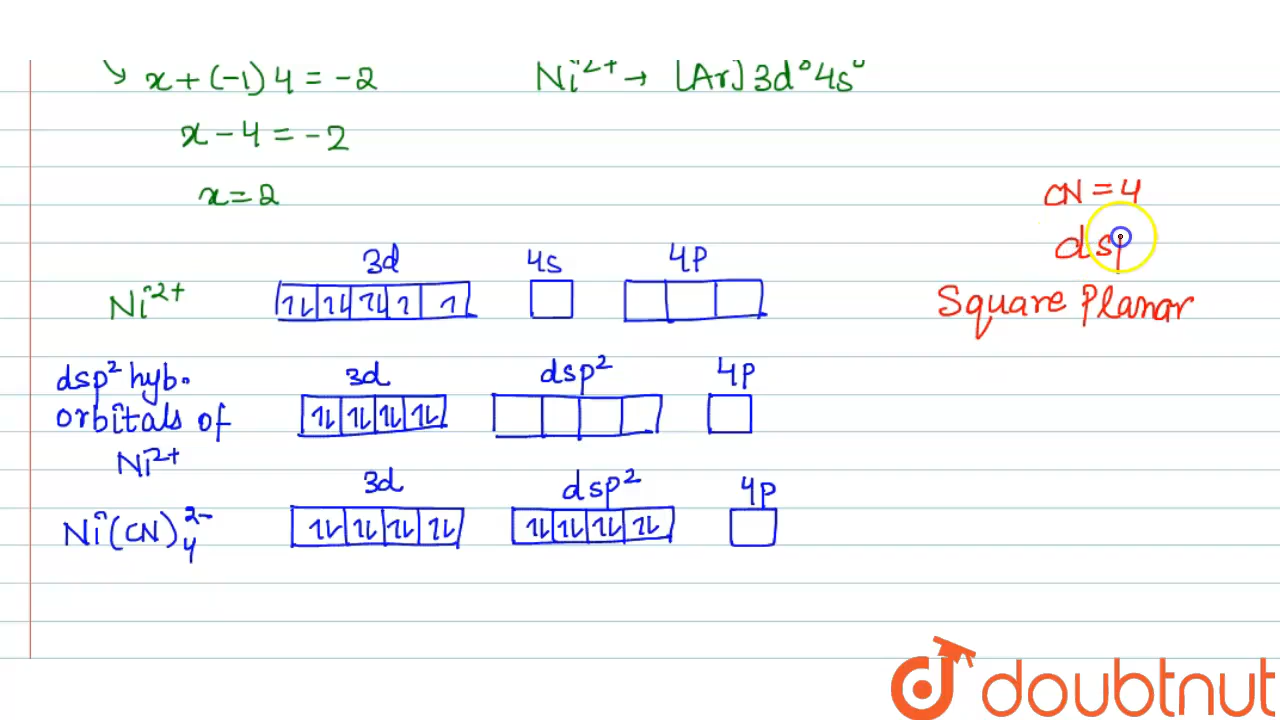 x + (-1) 4 = -2
Ni²⁺ → [Ar] 3d⁸ 4s⁰
x - 4 = -2
x = 2
CN = 4
dsp
Square Planar
3d 4s 4p
Ni²⁺ ↿⇂ ↿⇂ ↿⇂ ↿ ↿
dsp² hyb.
orbitals of
Ni²⁺
3d dsp² 4p
↿⇂ ↿⇂ ↿⇂ ↿⇂
3d dsp² 4p
Ni(CN)₄²⁻ ↿⇂ ↿⇂ ↿⇂ ↿⇂ ↿⇂ ↿⇂ ↿⇂ ↿⇂
doubtnut